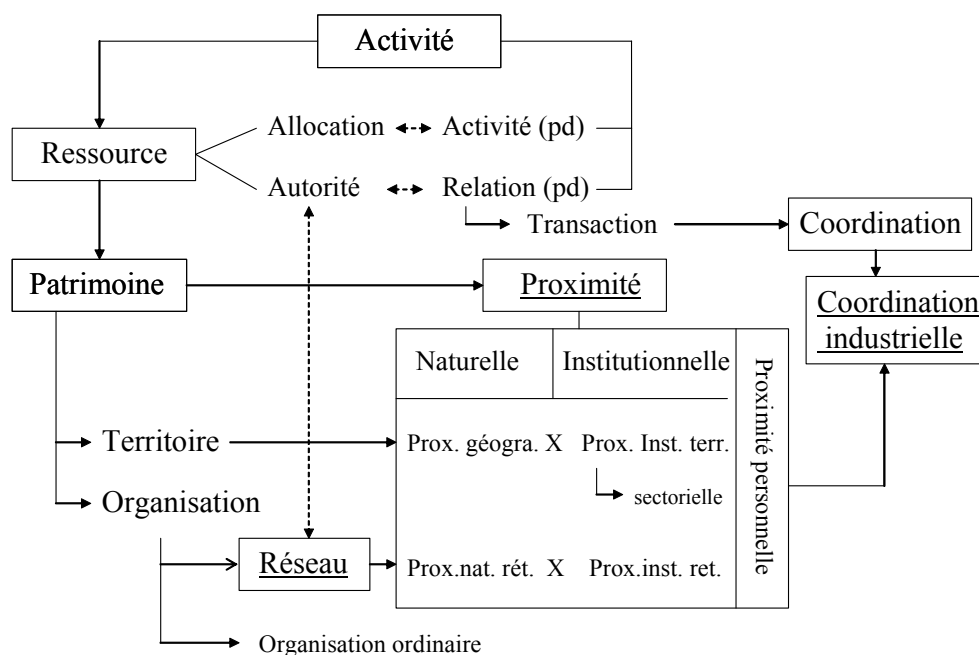 Activité
Allocation
Activité (pd)
Ressource
Autorité
Relation (pd)
Transaction
Coordination
Patrimoine
Proximité
Coordination
industrielle
Naturelle
Institutionnelle
Proximité personnelle
Territoire
Prox. géogra. X
Prox. Inst. terr.
sectorielle
Organisation
Réseau
Prox.nat. rét. X
Prox.inst. ret.
Organisation ordinaire